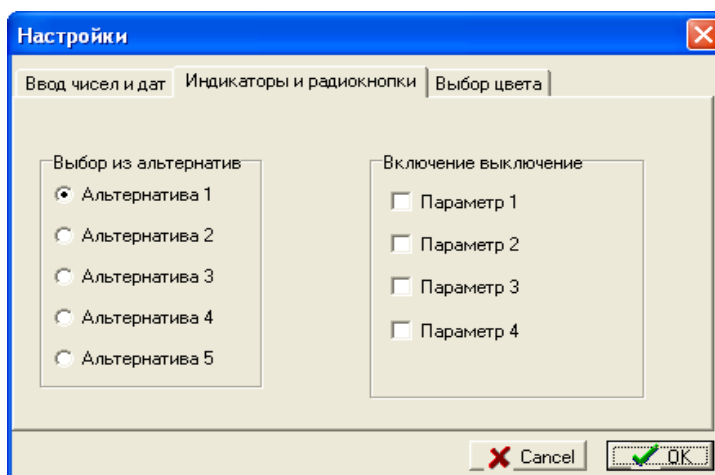 Настройки
Ввод чисел и дат
Индикаторы и радиокнопки
Выбор цвета
Выбор из альтернатив
Альтернатива 1
Альтернатива 2
Альтернатива 3
Альтернатива 4
Альтернатива 5
Включение выключение
Параметр 1
Параметр 2
Параметр 3
Параметр 4
Cancel
OK